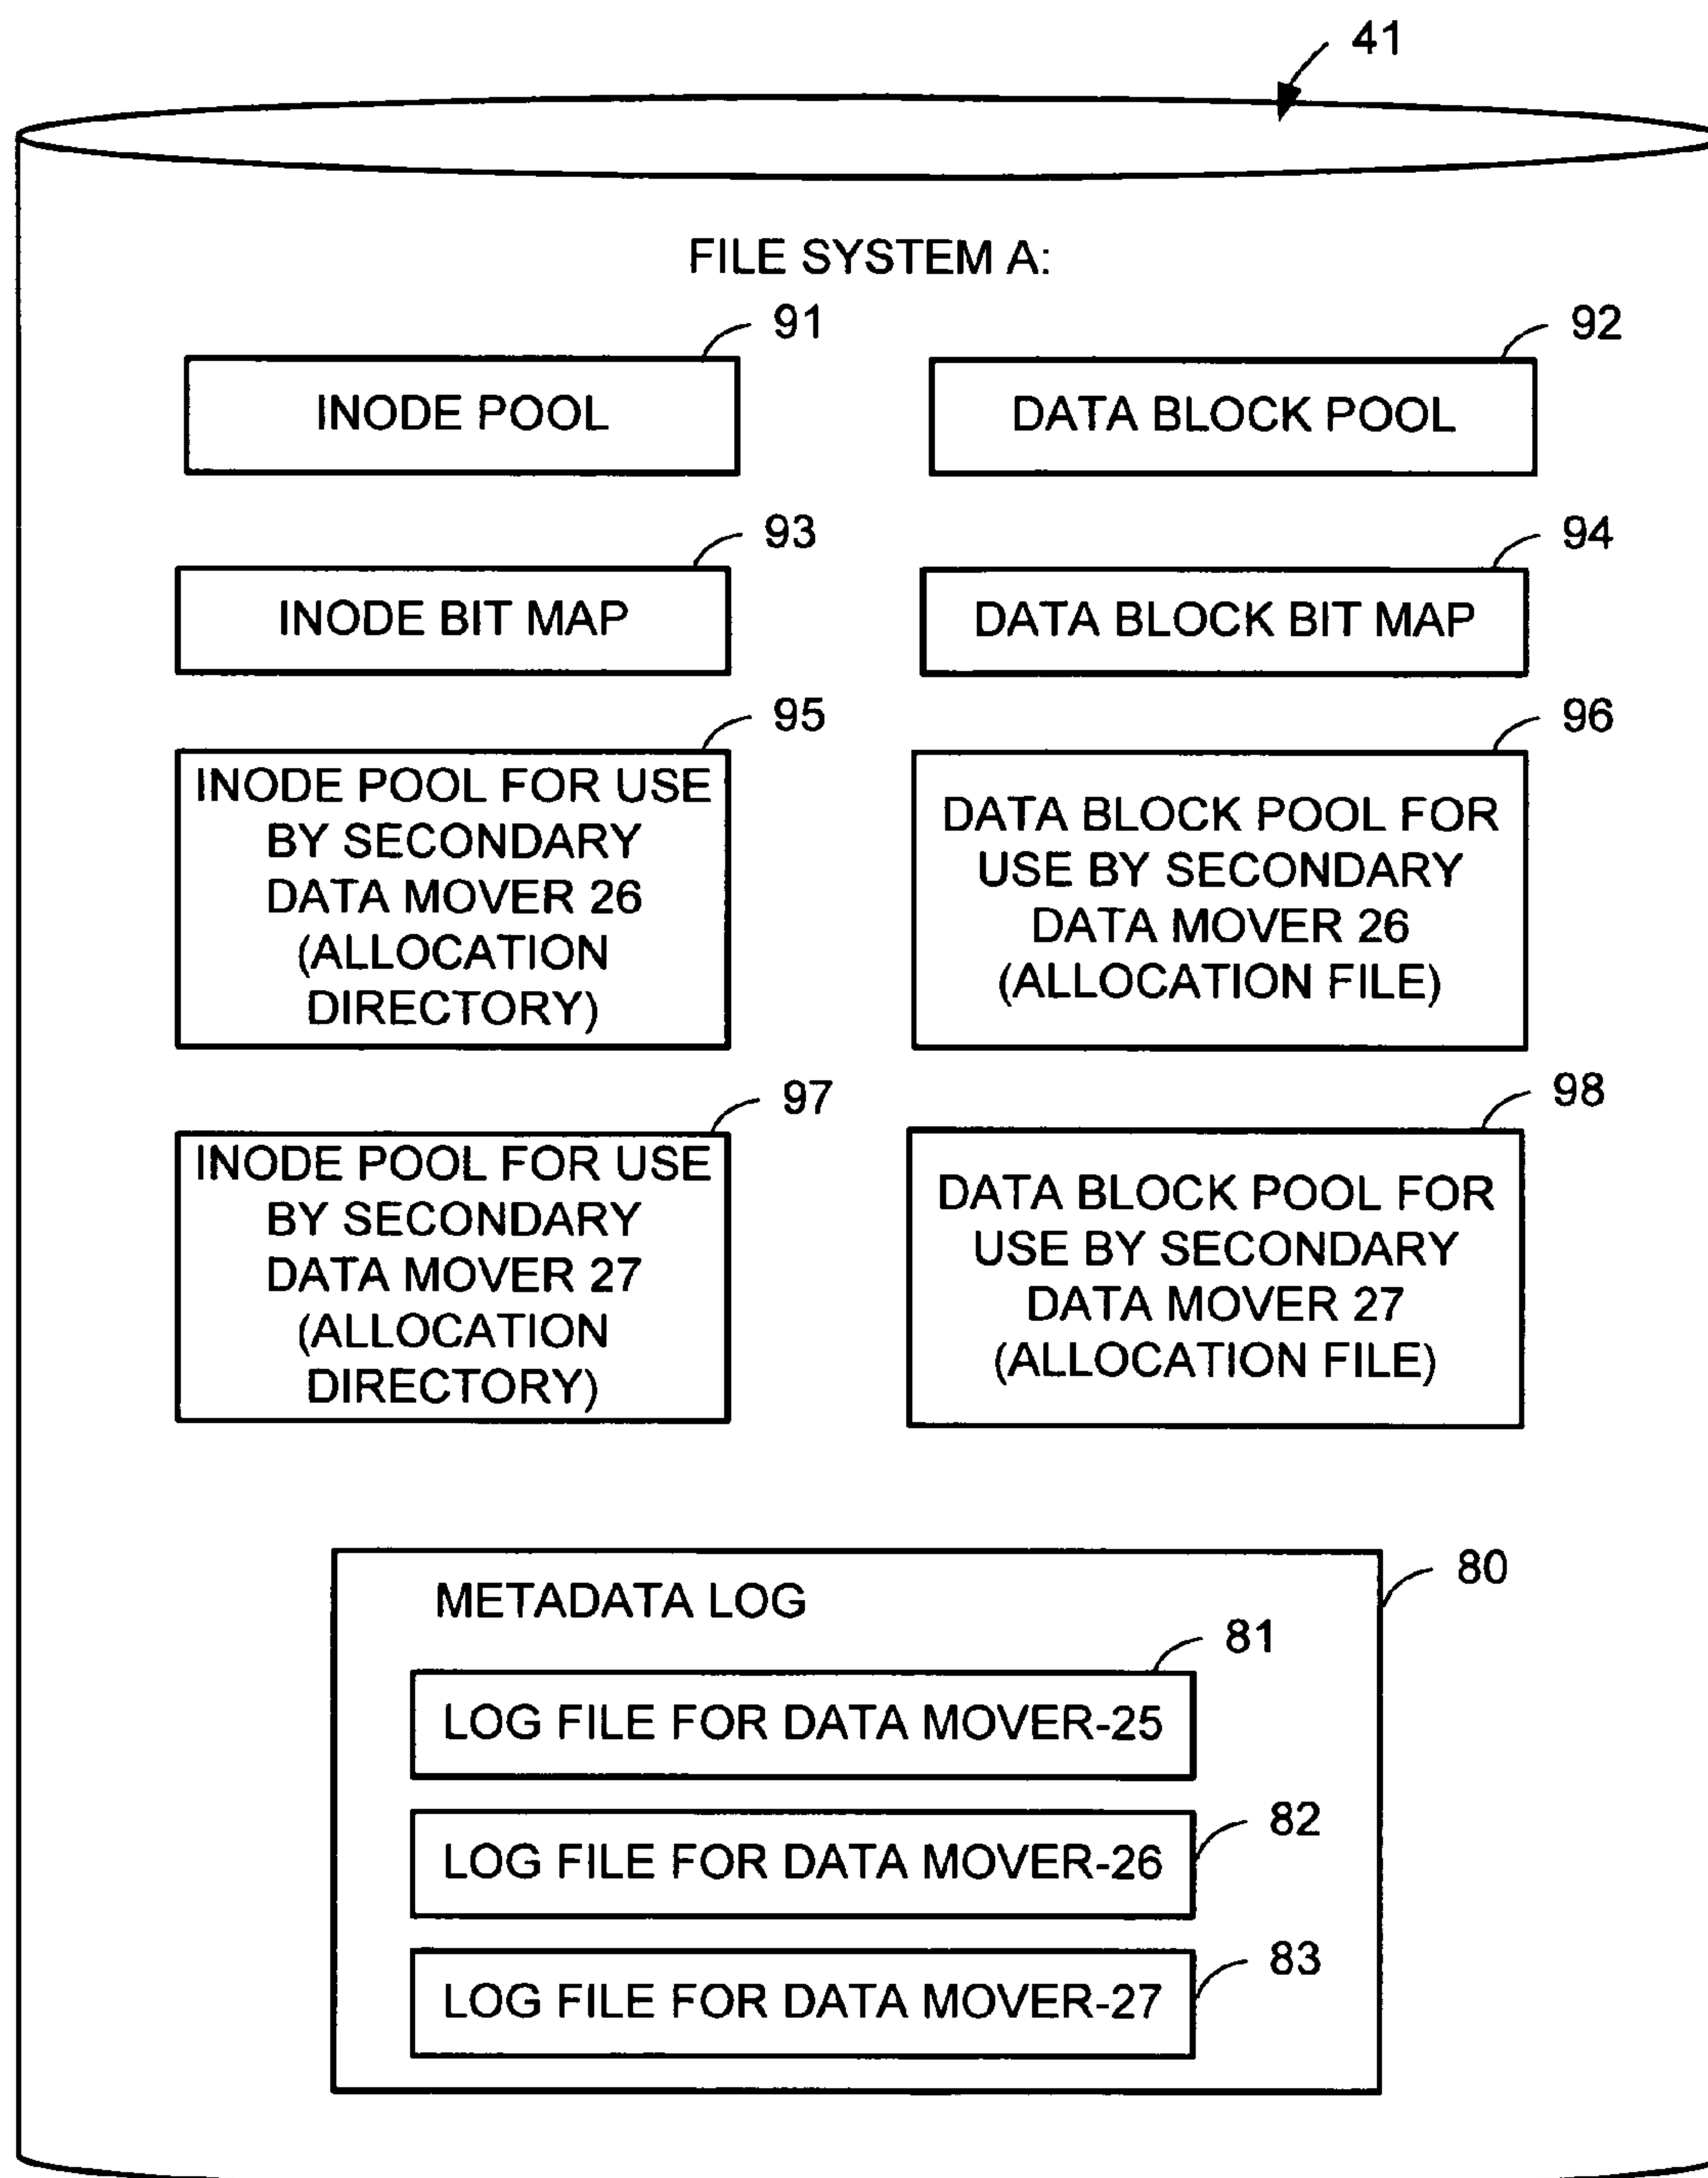 41
FILE SYSTEM A:
91
92
INODE POOL
DATA BLOCK POOL
93
94
INODE BIT MAP
DATA BLOCK BIT MAP
95
96
INODE POOL FOR USE
BY SECONDARY
DATA MOVER 26
(ALLOCATION
DIRECTORY)
DATA BLOCK POOL FOR
USE BY SECONDARY
DATA MOVER 26
(ALLOCATION FILE)
97
98
INODE POOL FOR USE
BY SECONDARY
DATA MOVER 27
(ALLOCATION
DIRECTORY)
DATA BLOCK POOL FOR
USE BY SECONDARY
DATA MOVER 27
(ALLOCATION FILE)
80
METADATA LOG
81
LOG FILE FOR DATA MOVER-25
82
LOG FILE FOR DATA MOVER-26
83
LOG FILE FOR DATA MOVER-27